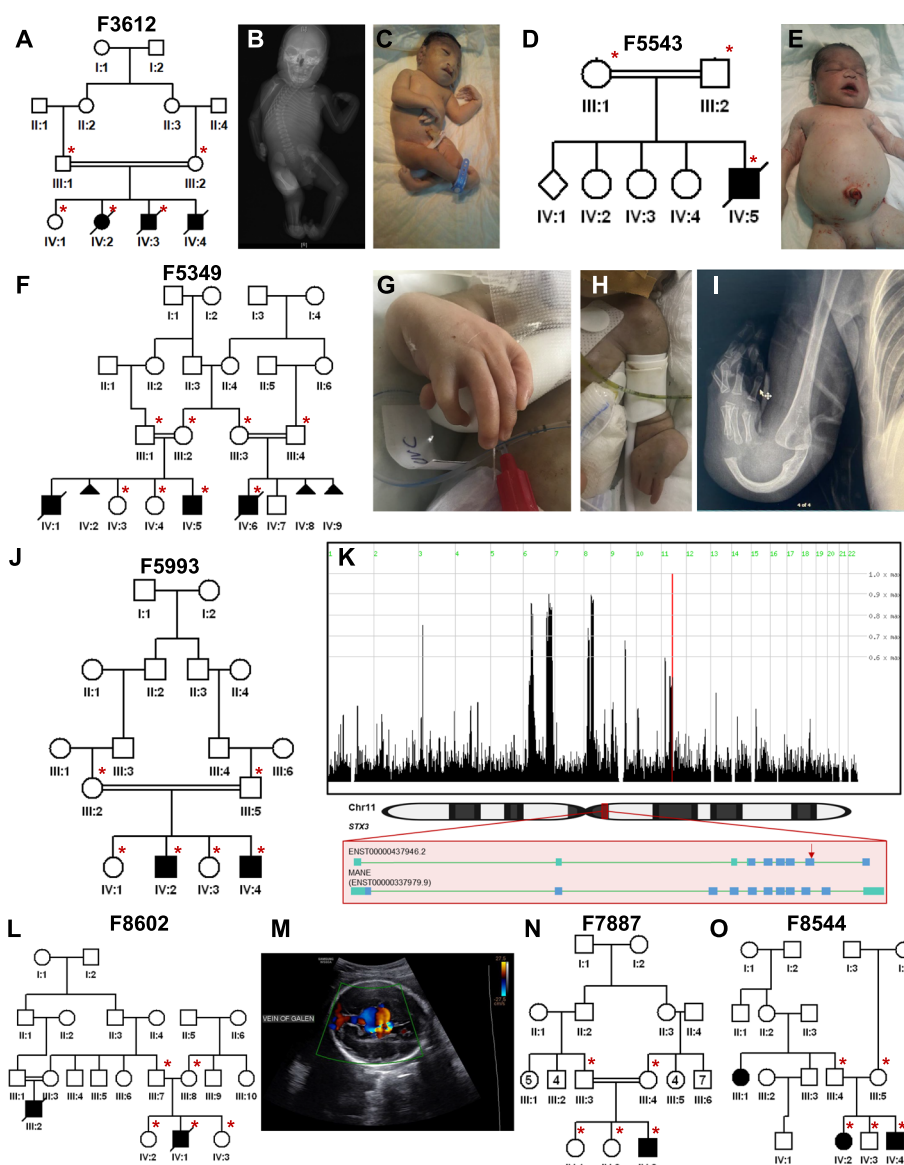 A
F3612
I:1
I:2
II:1
II:2
II:3
II:4
III:1
*
III:2
*
*
*
*
IV:1
IV:2
IV:3
IV:4
B
C
D
F5543
*
*
III:1
III:2
*
IV:1
IV:2
IV:3
IV:4
IV:5
E
F
F5349
I:1
I:2
I:3
I:4
II:1
II:2
II:3
II:4
II:5
II:6
*
*
*
*
III:1
III:2
III:3
III:4
*
*
*
*
IV:1
IV:2
IV:3
IV:4
IV:5
IV:6
IV:7
IV:8
IV:9
G
H
I
J
F5993
I:1
I:2
II:1
II:2
II:3
II:4
III:1
III:3
III:4
III:6
*
*
III:2
III:5
*
*
*
*
IV:1
IV:2
IV:3
IV:4
K
1 2 3 4 5 6 7 8 9 10 11 12 13 14 15 16 17 18 19 20 21 22
1.0 x max
0.9 x max
0.8 x max
0.7 x max
0.6 x max
Chr11
STX3
ENST00000437946.2
MANE
(ENST00000337979.9)
L
F8602
I:1
I:2
II:1
II:2
II:3
II:4
II:5
II:6
*
*
III:1
III:3
III:4
III:5
III:6
III:7
III:8
III:9
III:10
III:2
*
*
*
IV:2
IV:1
IV:3
M
VEIN OF GALEN
N
F7887
I:1
I:2
II:1
II:2
II:3
II:4
*
*
5
4
4
7
III:1
III:2
III:3
III:4
III:5
III:6
*
*
*
O
F8544
I:1
I:2
I:3
II:1
II:2
II:3
*
*
III:1
III:2
III:3
III:4
III:5
*
*
*
IV:1
IV:2
IV:3
IV:4